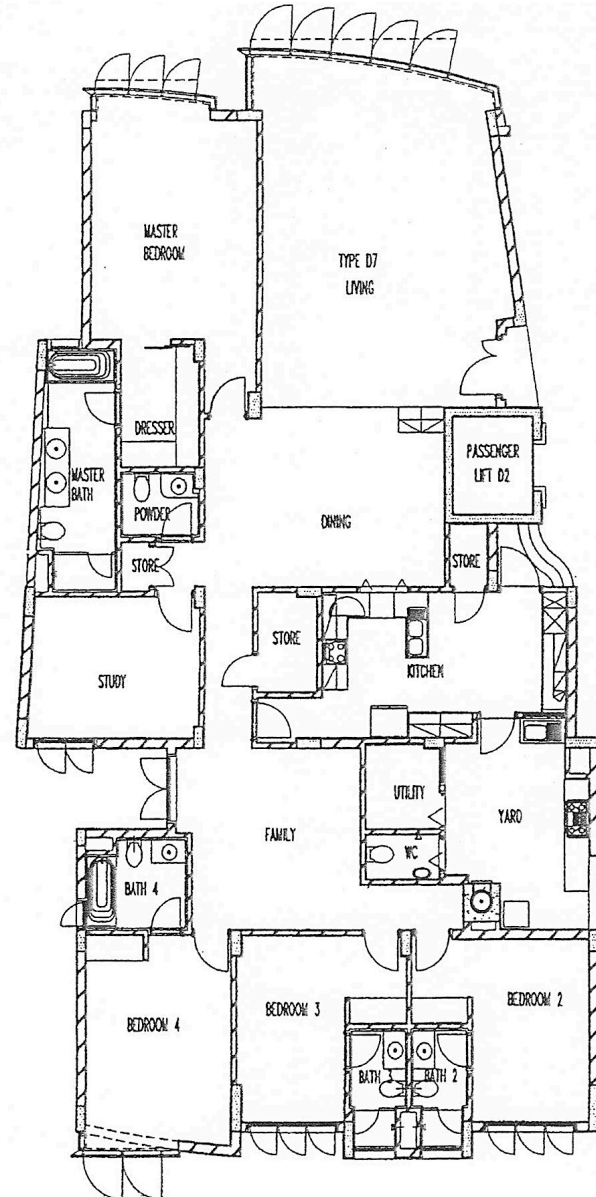 MASTER
BEDROOM
TYPE D7
LIVING
DRESSER
PASSENGER
LIFT D2
MASTER
BATH
POWDER
DINING
STORE
STORE
STORE
STUDY
KITCHEN
UTILITY
YARD
FAMILY
WC
BATH 4
BEDROOM 4
BEDROOM 3
BEDROOM 2
BATH 3
BATH 2